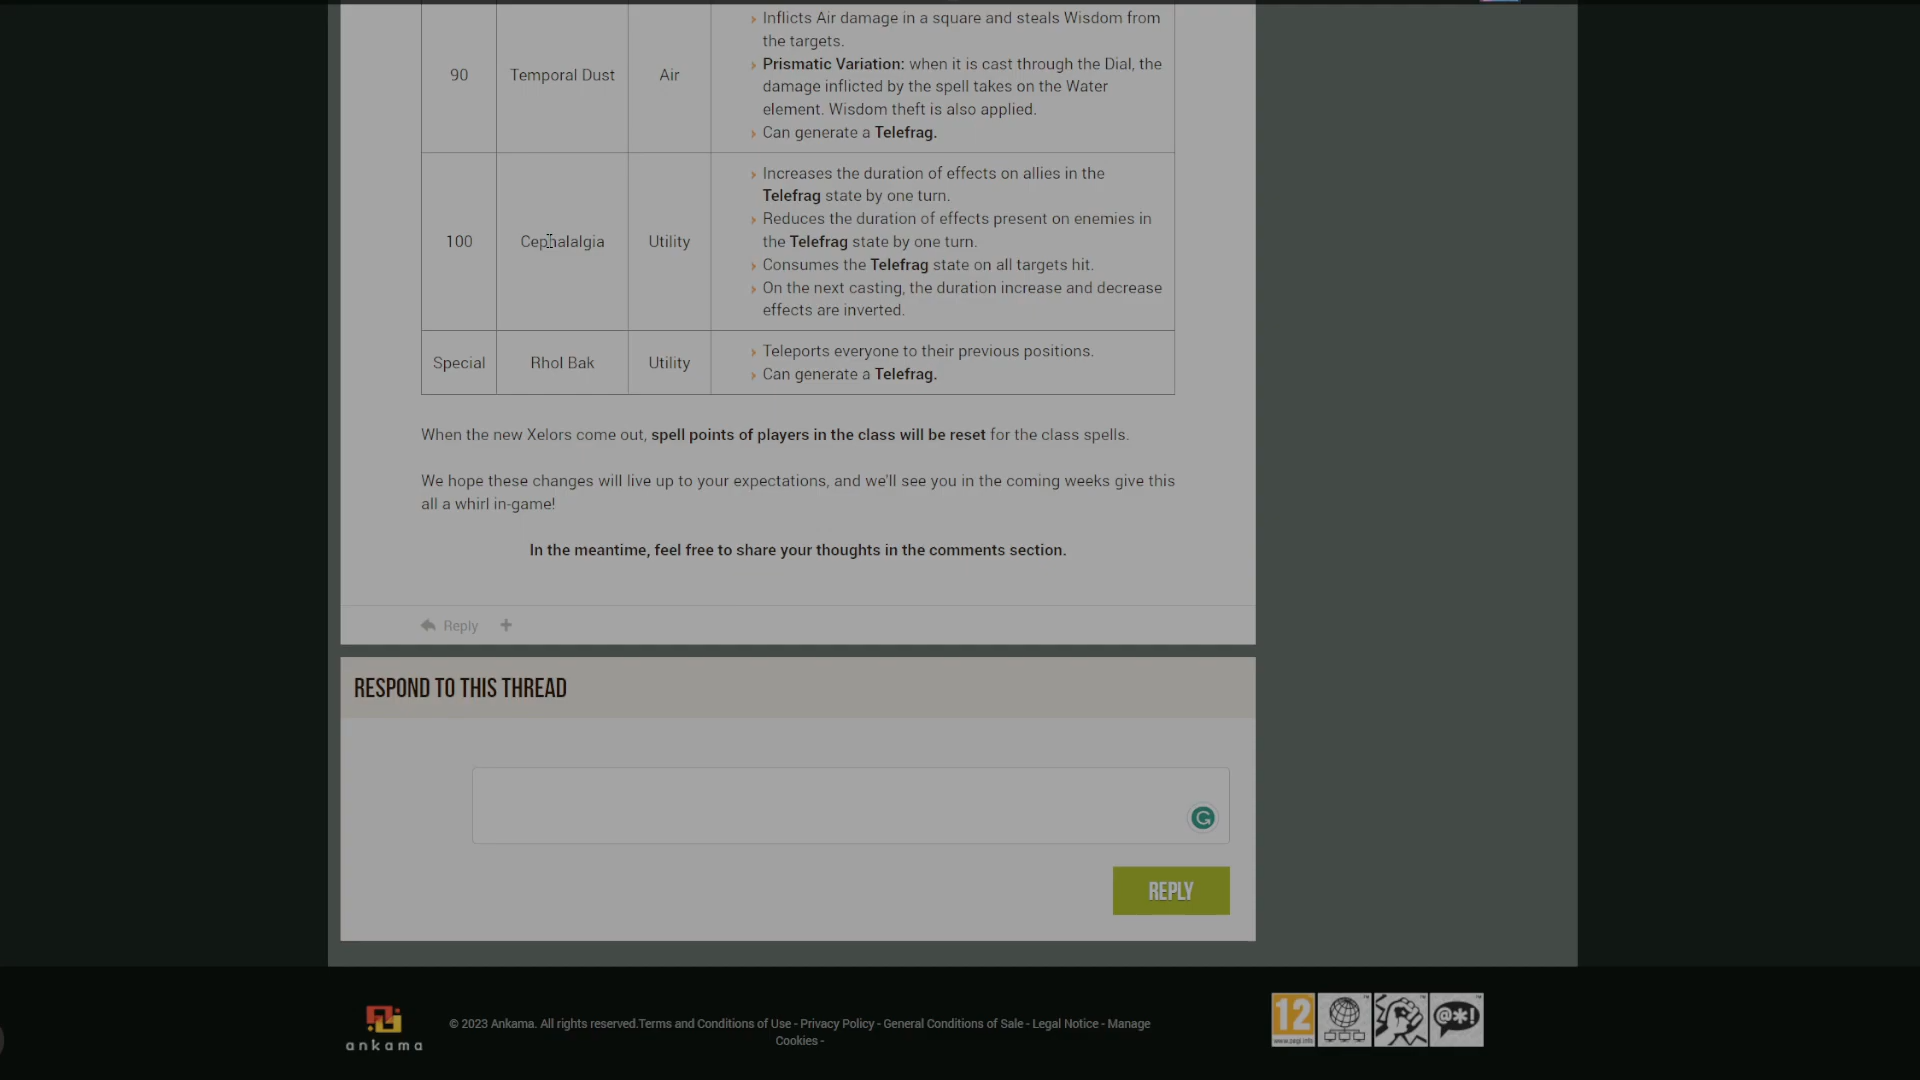 Inflicts Air damage in a square and steals Wisdom from
the targets.
90
Temporal Dust
Air
Prismatic Variation: when it is cast through the Dial, the
damage inflicted by the spell takes on the Water
element. Wisdom theft is also applied.
Can generate a Telefrag.
100
Cephalalgia
Utility
Increases the duration of effects on allies in the
Telefrag state by one turn.
Reduces the duration of effects present on enemies in
the Telefrag state by one turn.
Consumes the Telefrag state on all targets hit.
On the next casting, the duration increase and decrease
effects are inverted.
Special
Rhol Bak
Utility
Teleports everyone to their previous positions.
Can generate a Telefrag.
When the new Xelors come out, spell points of players in the class will be reset for the class spells.
We hope these changes will live up to your expectations, and we'll see you in the coming weeks give this
all a whirl in-game!
In the meantime, feel free to share your thoughts in the comments section.
Reply +
RESPOND TO THIS THREAD
REPLY
ankama
© 2023 Ankama. All rights reserved.Terms and Conditions of Use - Privacy Policy - General Conditions of Sale - Legal Notice - Manage
Cookies -
12
www.pegi.info
@*!